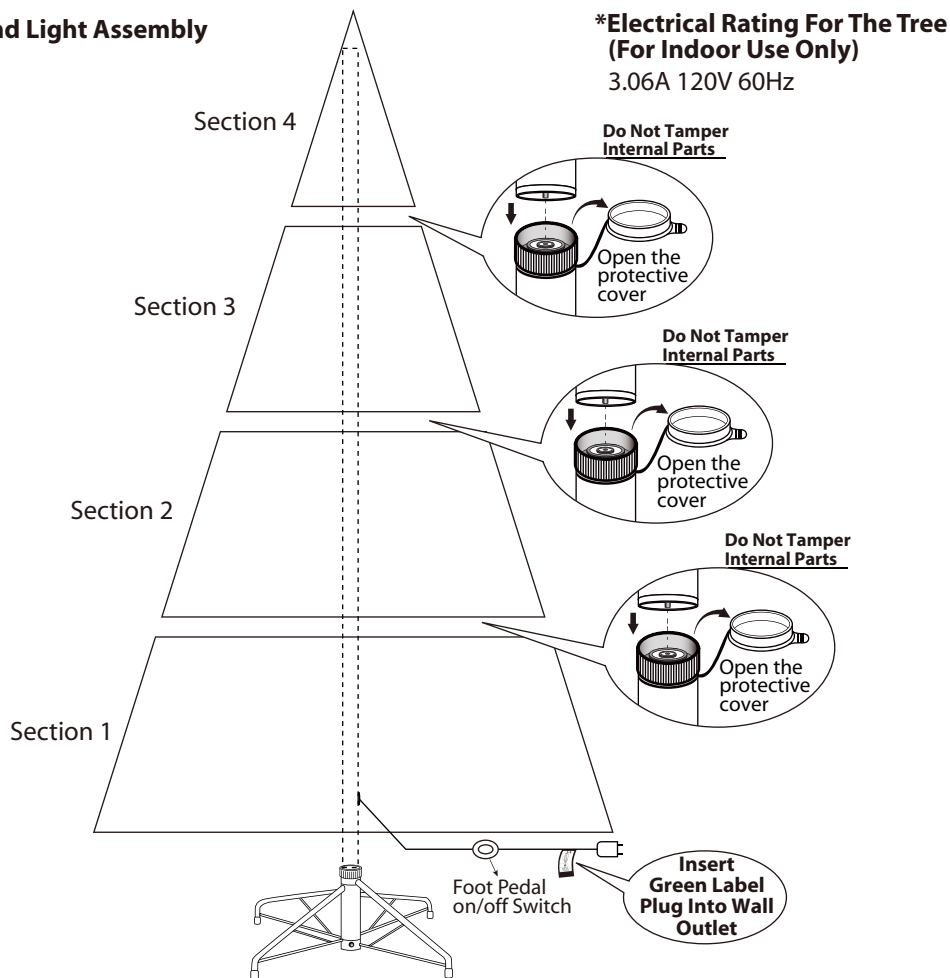 nd Light Assembly
*Electrical Rating For The Tree
(For Indoor Use Only)
3.06A 120V 60Hz
Section 4
Do Not Tamper
Internal Parts
Open the
protective
cover
Section 3
Do Not Tamper
Internal Parts
Open the
protective
cover
Section 2
Do Not Tamper
Internal Parts
Open the
protective
cover
Section 1
Foot Pedal
on/off Switch
Insert
Green Label
Plug Into Wall
Outlet